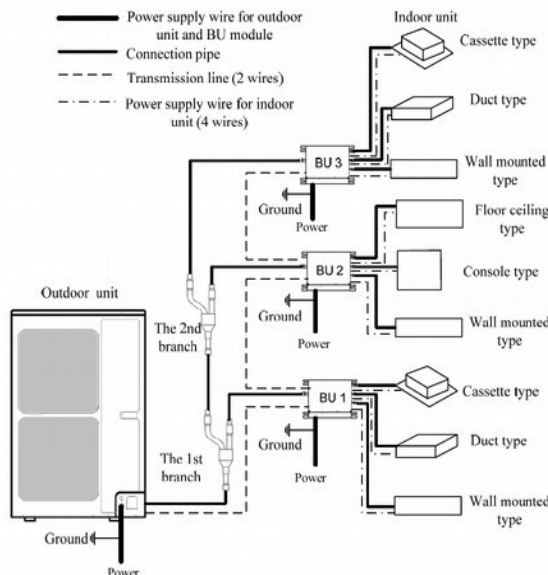 Power supply wire for outdoor
unit and BU module
Connection pipe
Transmission line (2 wires)
Power supply wire for indoor
unit (4 wires)
Indoor unit
Cassette type
Duct type
BU 3
Wall mounted
type
Ground
Power
Floor ceiling
type
BU 2
Console type
Ground
Wall mounted
type
Power
Outdoor unit
The 2nd
branch
Cassette type
BU 1
Duct type
Ground
The 1st
branch
Power
Wall mounted
type
Ground
Power